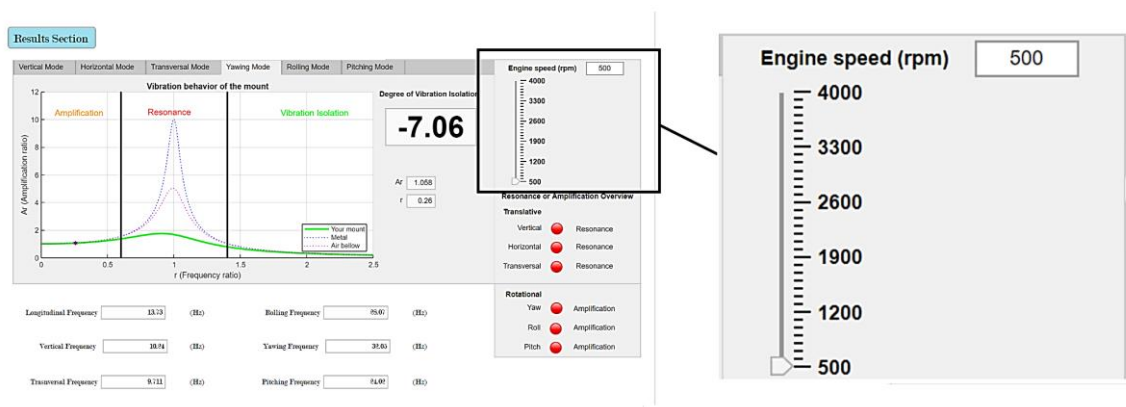 Results Section
Vertical Mode Horizontal Mode Transversal Mode Yawing Mode Rolling Mode Pitching Mode
Vibration behavior of the mount
Amplification Resonance Vibration Isolation
Ar (Amplification ratio)
12
10
8
6
4
2
0
0 0.5 1 1.5 2 2.5
r (Frequency ratio)
Your mount
Metal
Air bellow
Degree of Vibration Isolation
-7.06
Ar 1.058
r 0.26
Engine speed (rpm) 500
4000
3300
2600
1900
1200
500
Resonance or Amplification Overview
Translative
Vertical Resonance
Horizontal Resonance
Transversal Resonance
Rotational
Yaw Amplification
Roll Amplification
Pitch Amplification
Longitudinal Frequency (Hz) Rolling Frequency (Hz)
Vertical Frequency (Hz) Yawing Frequency (Hz)
Transversal Frequency 9.711 (Hz) Pitching Frequency (Hz)
Engine speed (rpm) 500
4000
3300
2600
1900
1200
500